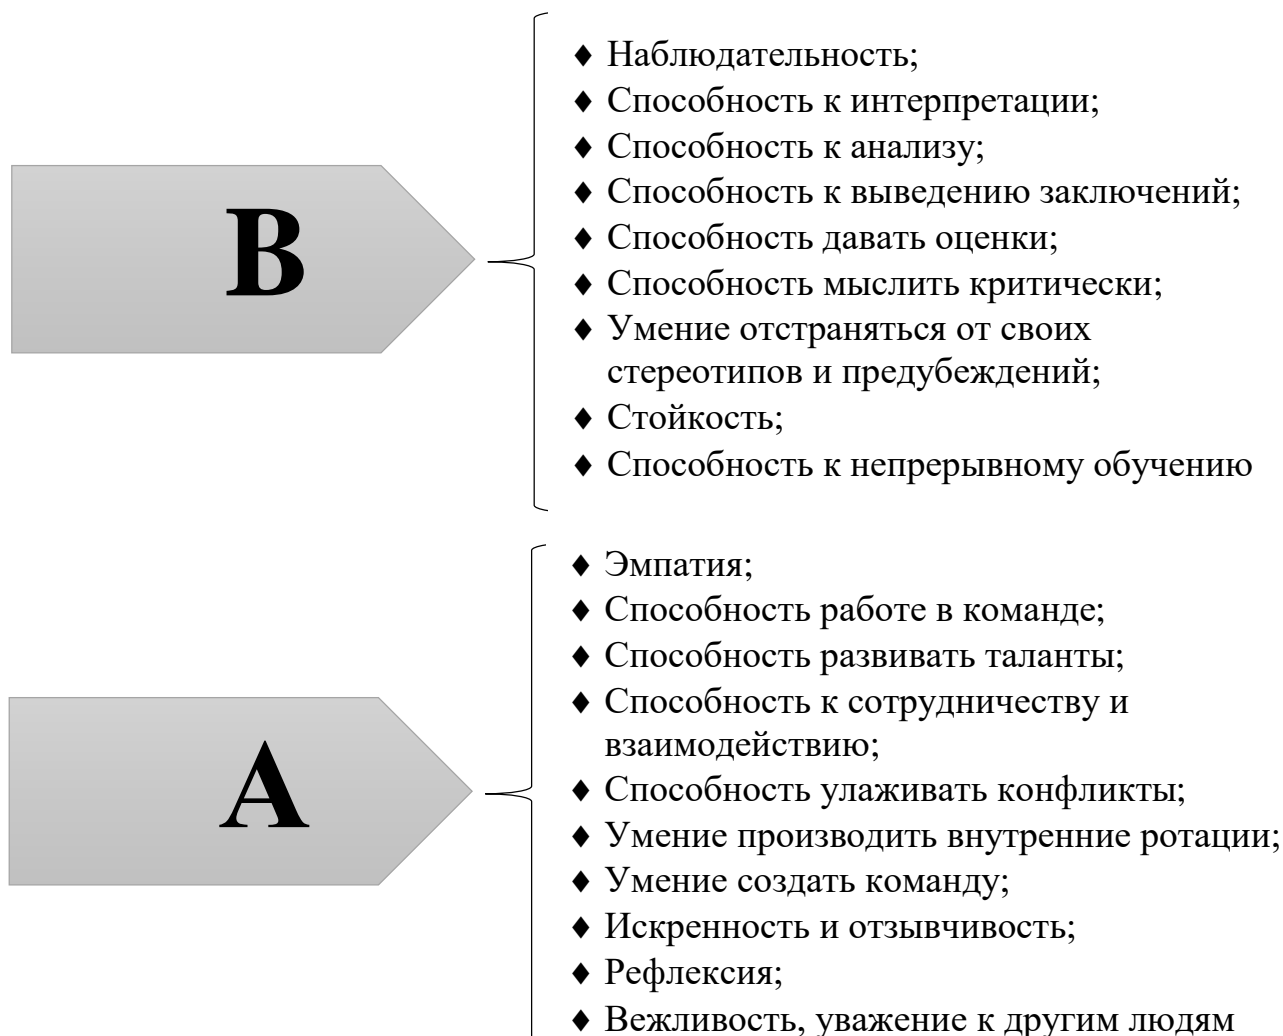 В
♦ Наблюдательность;
♦ Способность к интерпретации;
♦ Способность к анализу;
♦ Способность к выведению заключений;
♦ Способность давать оценки;
♦ Способность мыслить критически;
♦ Умение отстраняться от своих
стереотипов и предубеждений;
♦ Стойкость;
♦ Способность к непрерывному обучению
А
♦ Эмпатия;
♦ Способность работе в команде;
♦ Способность развивать таланты;
♦ Способность к сотрудничеству и
взаимодействию;
♦ Способность улаживать конфликты;
♦ Умение производить внутренние ротации;
♦ Умение создать команду;
♦ Искренность и отзывчивость;
♦ Рефлексия;
♦ Вежливость, уважение к другим людям